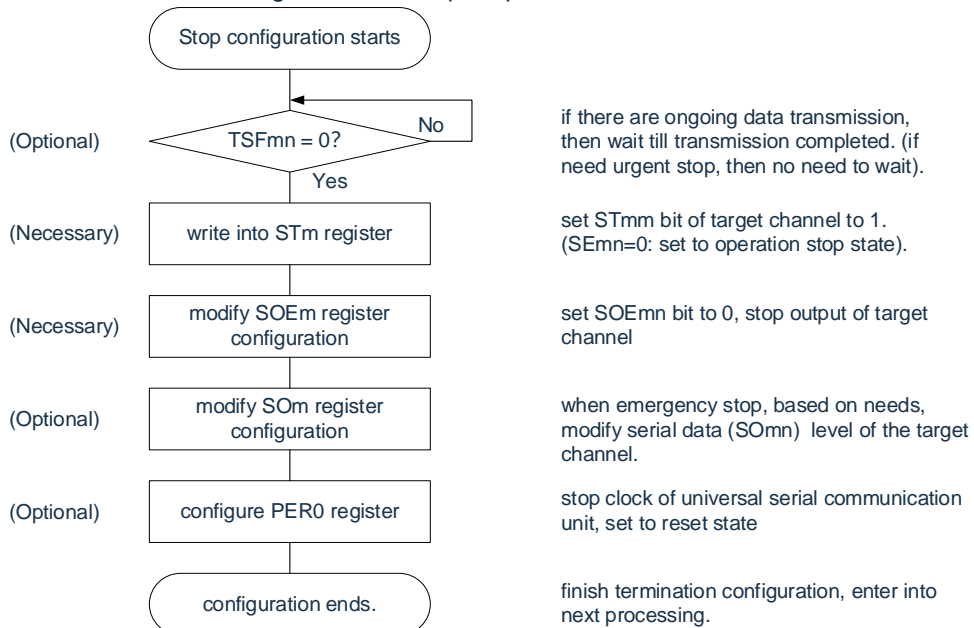 Stop configuration starts
(Optional)
TSFmn = 0?
No
Yes
if there are ongoing data transmission,
then wait till transmission completed. (if
need urgent stop, then no need to wait).
(Necessary)
write into STm register
set STmm bit of target channel to 1.
(SEmn=0: set to operation stop state).
(Necessary)
modify SOEm register
configuration
set SOEmn bit to 0, stop output of target
channel
(Optional)
modify SOm register
configuration
when emergency stop, based on needs,
modify serial data (SOmn) level of the target
channel.
(Optional)
configure PER0 register
stop clock of universal serial communication
unit, set to reset state
configuration ends.
finish termination configuration, enter into
next processing.